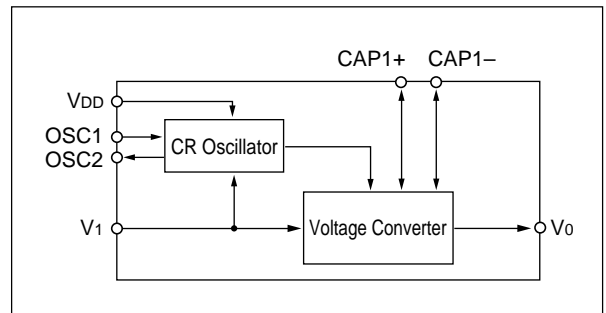 CAP1+ CAP1–
VDD
OSC1
OSC2
CR Oscillator
V1
Voltage Converter
V0